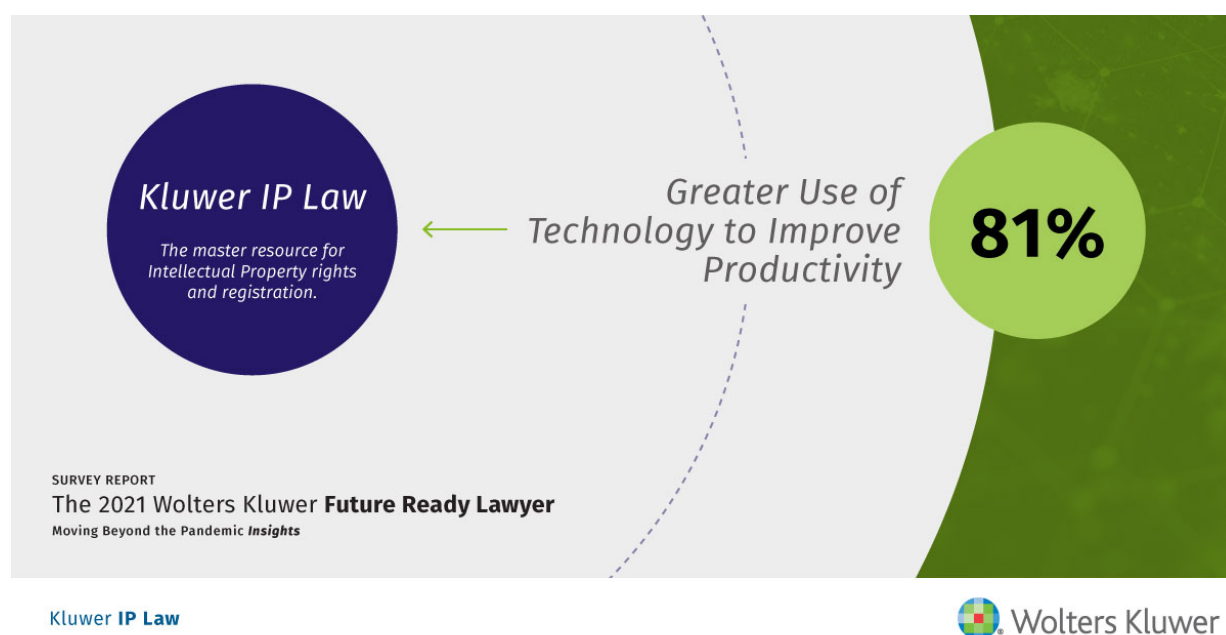 Kluwer IP Law
The master resource for
Intellectual Property rights
and registration.
Greater Use of
Technology to Improve
Productivity
81%
SURVEY REPORT
The 2021 Wolters Kluwer Future Ready Lawyer
Moving Beyond the Pandemic Insights
Kluwer IP Law
Wolters Kluwer